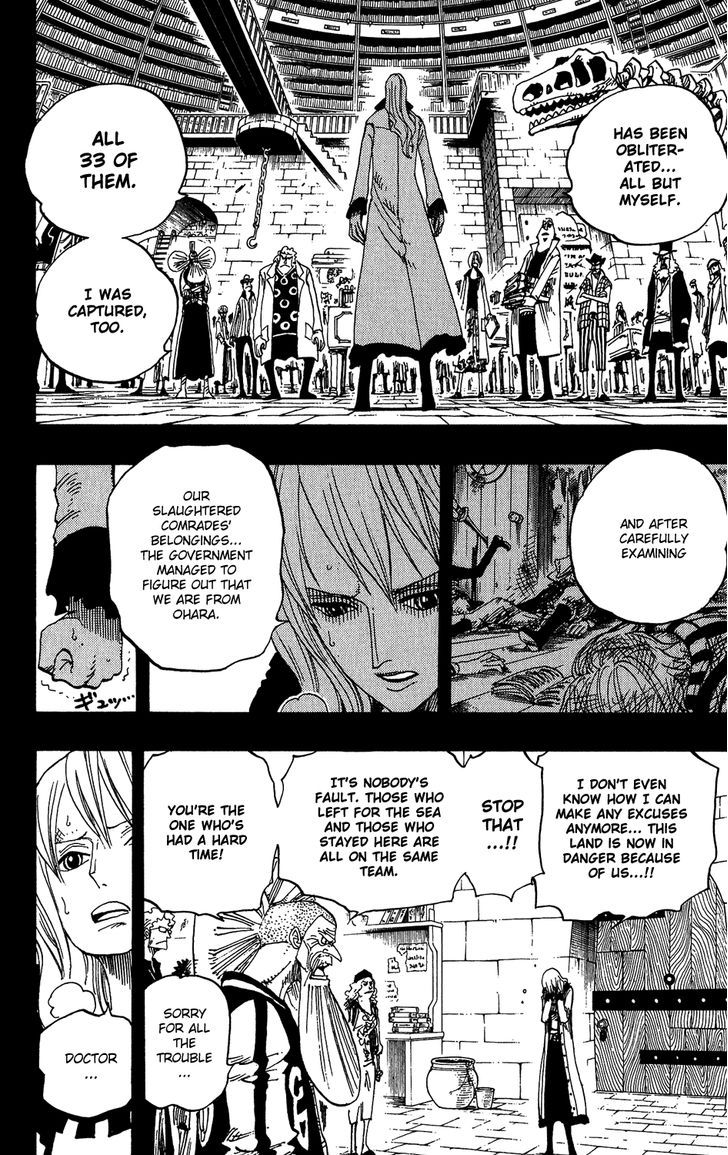 HAS BEEN
OBLITER-
ATED...
ALL BUT
MYSELF.
ALL
33 OF
THEM.
I WAS
CAPTURED,
TOO.
AND AFTER
CAREFULLY
EXAMINING
OUR
SLAUGHTERED
COMRADES'
BELONGINGS...
THE GOVERNMENT
MANAGED TO
FIGURE OUT THAT
WE ARE FROM
OHARA.
ギュッ...
I DON'T EVEN
KNOW HOW I CAN
MAKE ANY EXCUSES
ANYMORE... THIS
LAND IS NOW IN
DANGER BECAUSE
OF US...!!
STOP
THAT
...!!
IT'S NOBODY'S
FAULT. THOSE WHO
LEFT FOR THE SEA
AND THOSE WHO
STAYED HERE ARE
ALL ON THE SAME
TEAM.
YOU'RE THE
ONE WHO'S
HAD A HARD
TIME!
SORRY
FOR ALL
THE
TROUBLE
...
DOCTOR
...